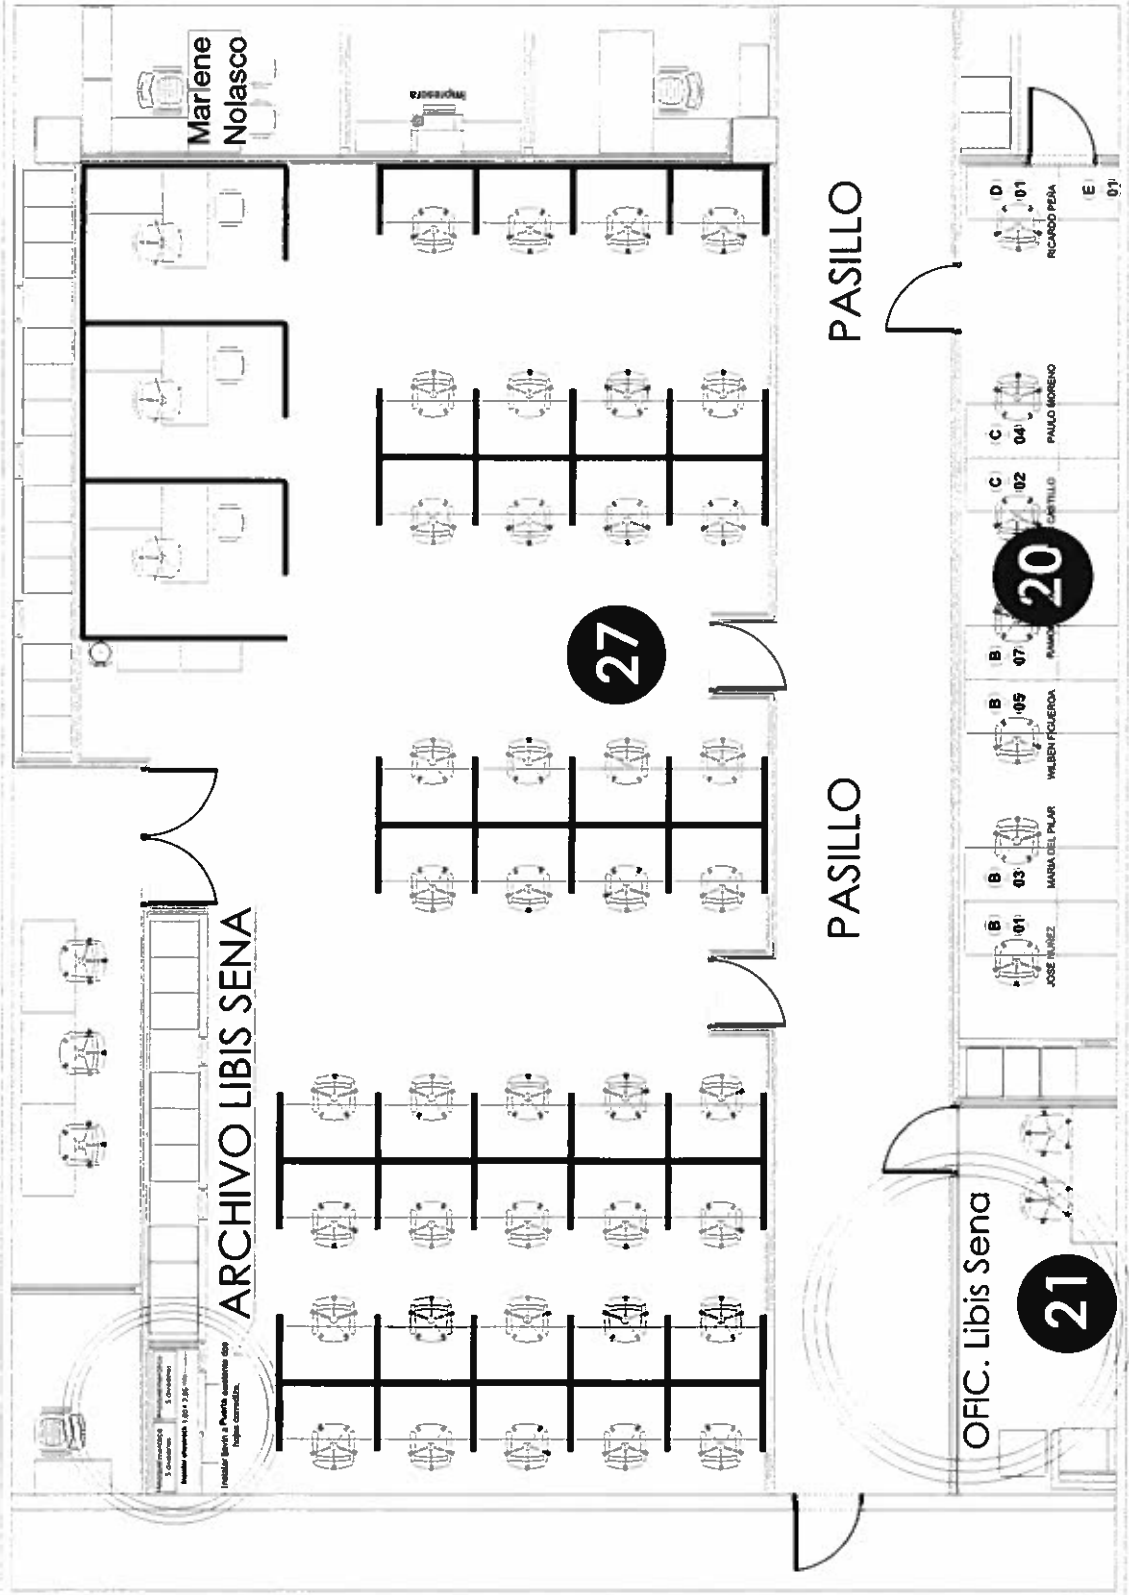 Marlene
Nolasco
impresora
PASILLO
D
01
RICARDO PEÑA
E
01
C
04
PAULO MORENO
C
02
CASTILLO
27
20
B
07
B
05
WILBEN FIGUEROA
PASILLO
B
03
MARIA DEL PILAR
B
01
JOSE NUÑEZ
ARCHIVO LIBIS SENA
OFIC. Libis Sena
21